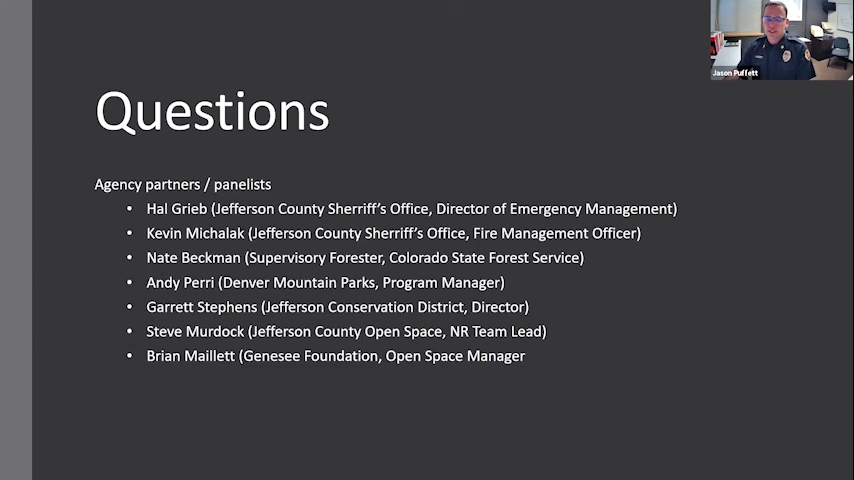 Jason Puffett
Questions
Agency partners / panelists
• Hal Grieb (Jefferson County Sherriff's Office, Director of Emergency Management)
• Kevin Michalak (Jefferson County Sherriff's Office, Fire Management Officer)
• Nate Beckman (Supervisory Forester, Colorado State Forest Service)
• Andy Perri (Denver Mountain Parks, Program Manager)
• Garrett Stephens (Jefferson Conservation District, Director)
• Steve Murdock (Jefferson County Open Space, NR Team Lead)
• Brian Maillett (Genesee Foundation, Open Space Manager